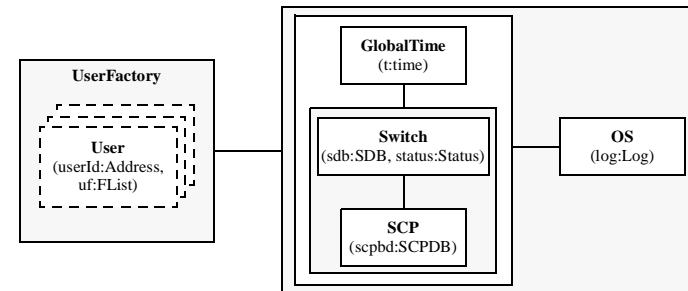 UserFactory
User
(userId:Address,
uf:FList)
GlobalTime
(t:time)
Switch
(sdb:SDB, status:Status)
SCP
(scpbd:SCPDB)
OS
(log:Log)